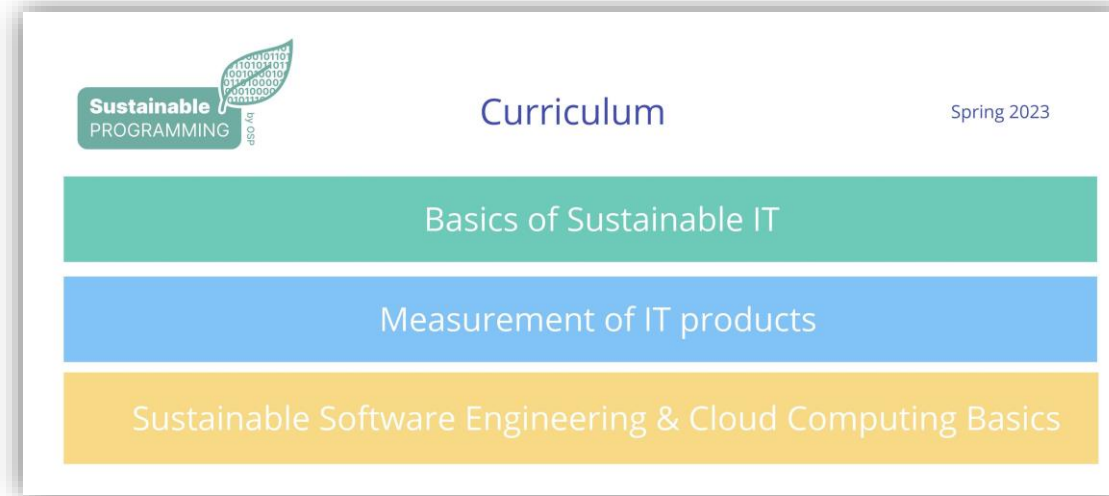 Sustainable
PROGRAMMING
by OSP
Curriculum
Spring 2023
Basics of Sustainable IT
Measurement of IT products
Sustainable Software Engineering & Cloud Computing Basics